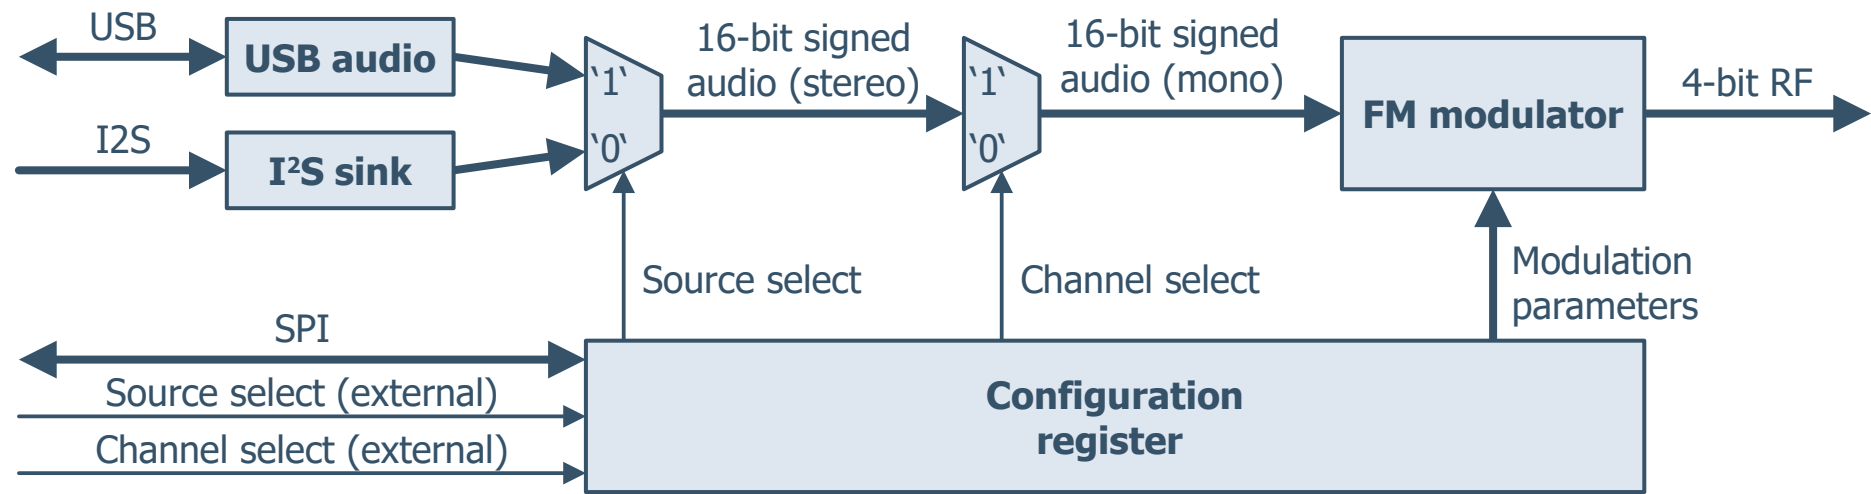 USB
USB audio
I2S
I²S sink
‘1‘
‘0‘
16-bit signed
audio (stereo)
‘1‘
‘0‘
16-bit signed
audio (mono)
FM modulator
4-bit RF
Source select
Channel select
Modulation
parameters
SPI
Source select (external)
Channel select (external)
Configuration
register